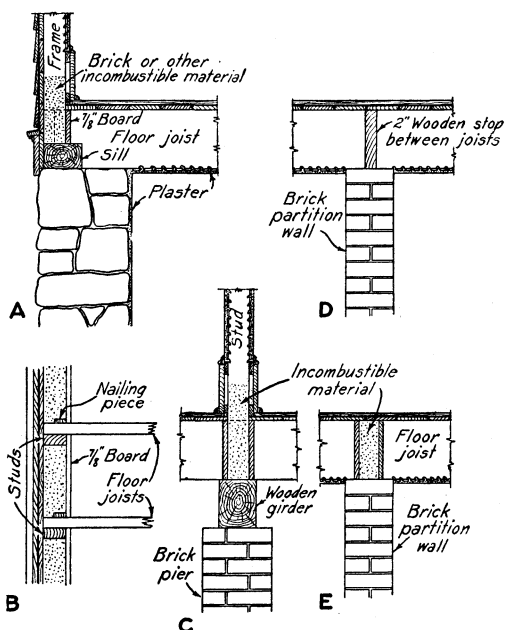 Frame
Brick or other
incombustible material
7/8" Board
Floor joist
Sill
Plaster
A
2" Wooden stop
between joists
Brick
partition
wall
D
Nailing
piece
Studs
7/8" Board
Floor
joists
B
Stud
Incombustible
material
Wooden
girder
Brick
pier
C
Floor
joist
Brick
partition
wall
E